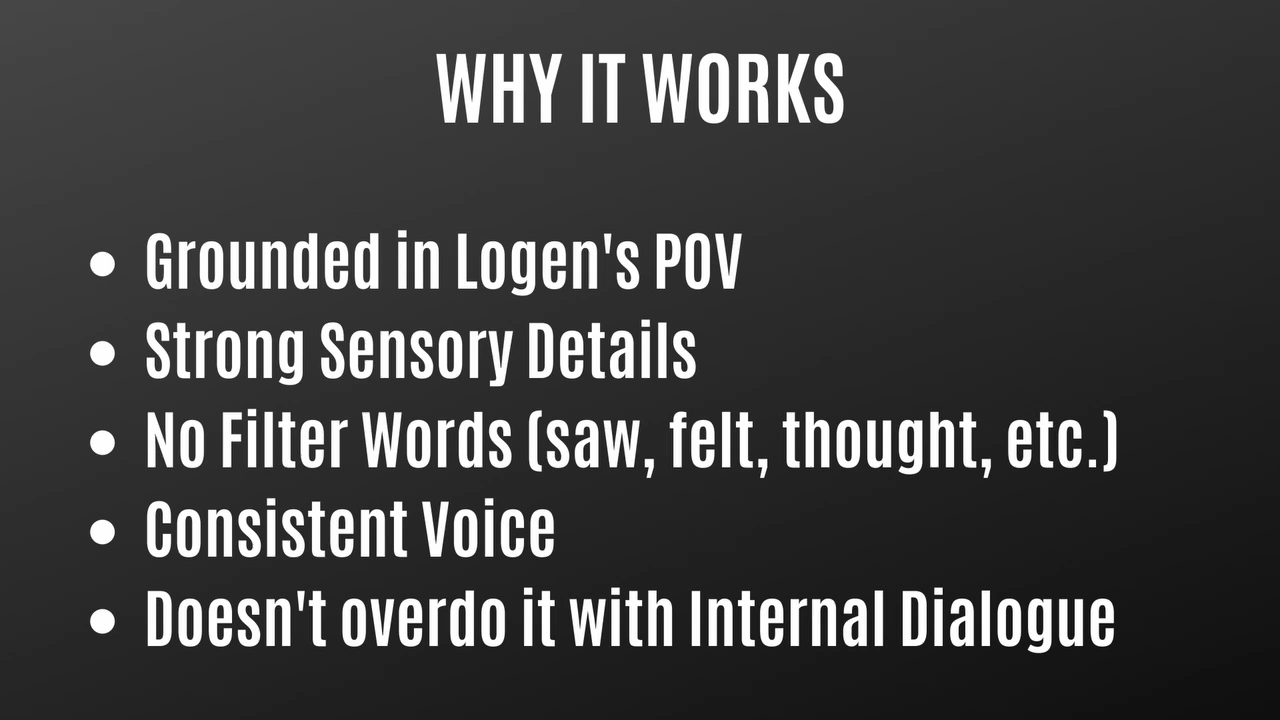 WHY IT WORKS
• Grounded in Logen's POV
• Strong Sensory Details
• No Filter Words (saw, felt, thought, etc.)
• Consistent Voice
• Doesn't overdo it with Internal Dialogue